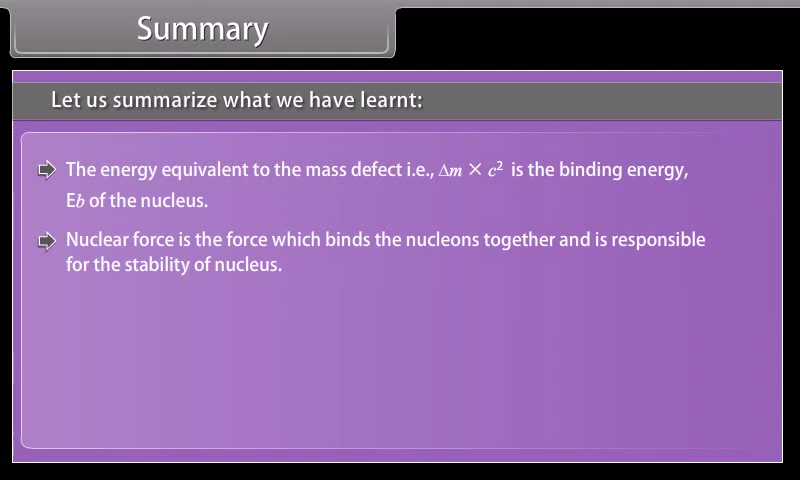 Summary
Let us summarize what we have learnt:
The energy equivalent to the mass defect i.e., Δm × c² is the binding energy,
Eb of the nucleus.
Nuclear force is the force which binds the nucleons together and is responsible
for the stability of nucleus.